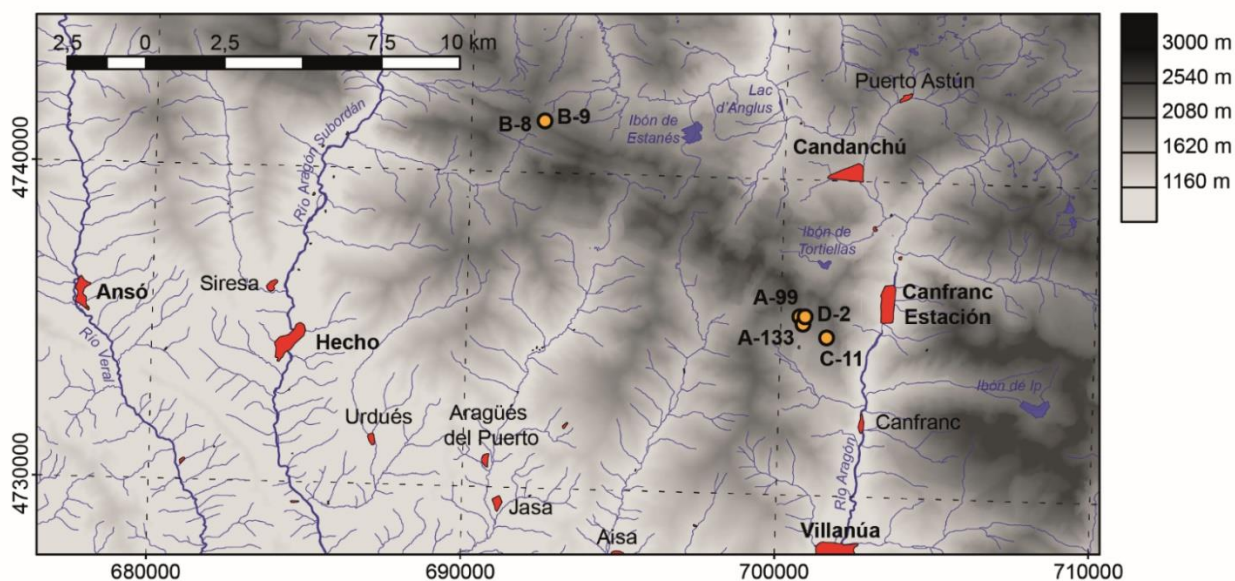 2,5 0 2,5 7,5 10 km
3000 m
2540 m
2080 m
1620 m
1160 m
Puerto Astún
Lac
d'Anglus
Ibón de
Estanés
B-8 B-9
Río Aragón Subordán
Candanchú
4740000
Ibón de
Tortiellas
Siresa
Ansó
A-99
D-2
Canfranc
Estación
Hecho
A-133
C-11
Río Veral
Ibón de Ip
Urdués
Aragüés
del Puerto
Canfranc
Río Aragón
4730000
Jasa
Aisa
Villanúa
680000 690000 700000 710000